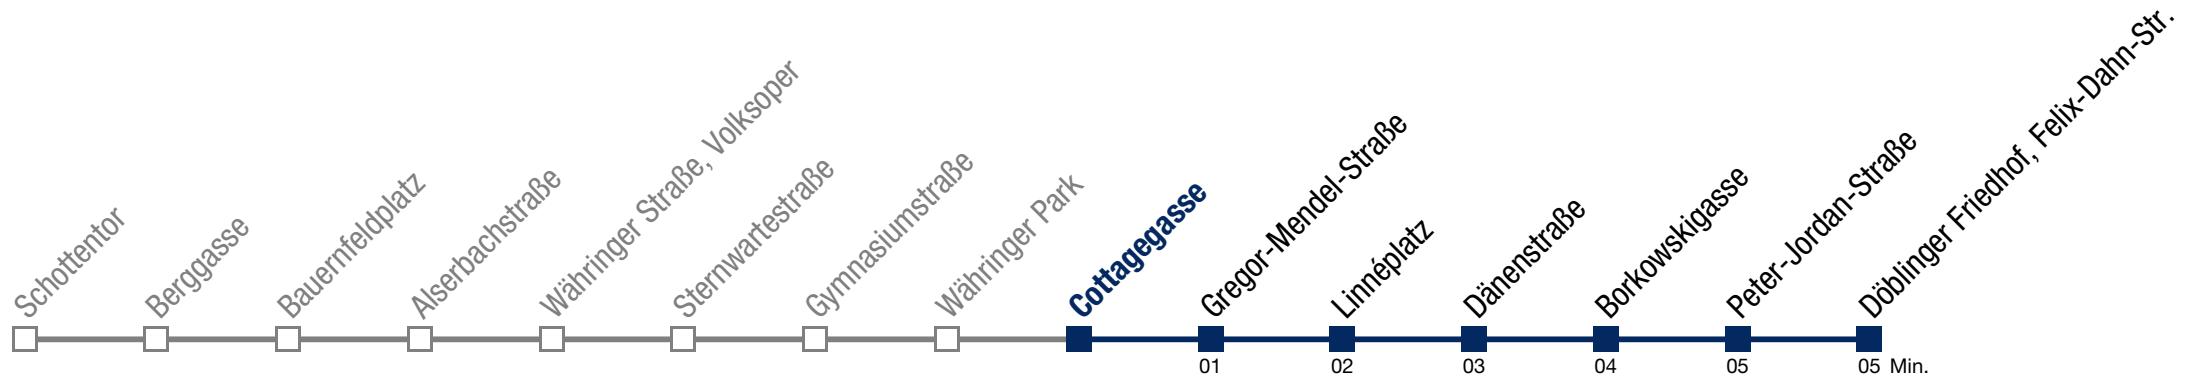 Schottentor
Berggasse
Bauernfeldplatz
Alserbachstraße
Währinger Straße, Volksoper
Sternwartestraße
Gymnasiumstraße
Währinger Park
Cottagegasse
Gregor-Mendel-Straße
Linnéplatz
Dänenstraße
Borkowskigasse
Peter-Jordan-Straße
Döblinger Friedhof, Felix-Dahn-Str.
01 02 03 04 05 05 Min.